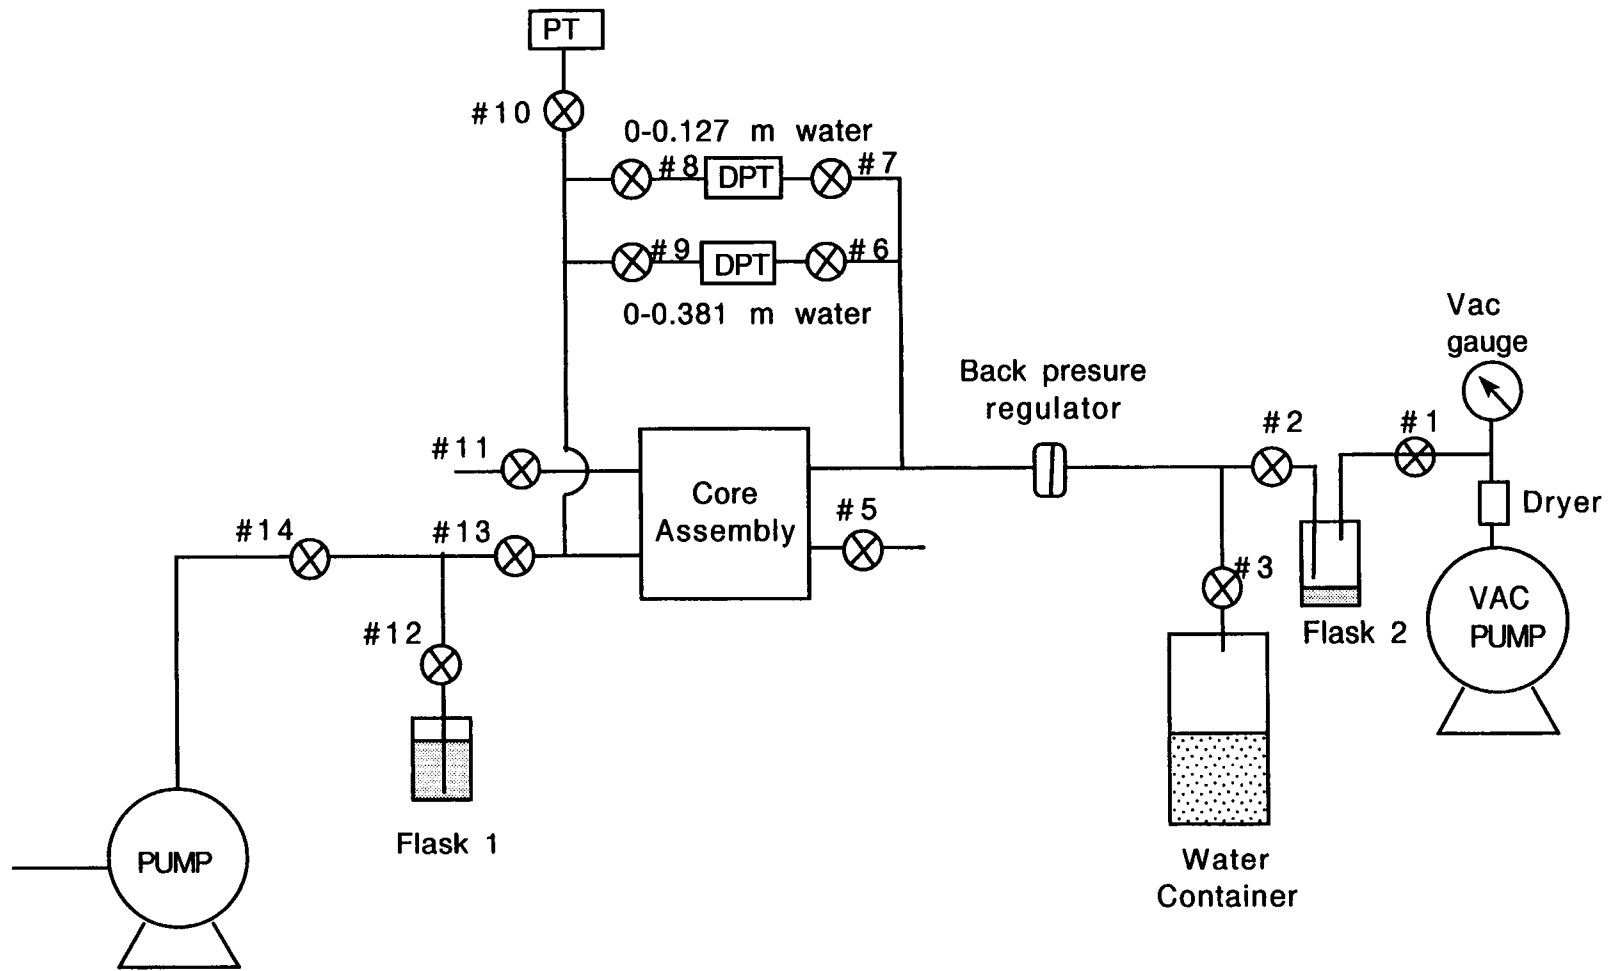 PT
#10
0-0.127 m water
#8
DPT
#7
#9
DPT
#6
0-0.381 m water
Vac
gauge
Back presure
regulator
#11
#2
#1
Core
Assembly
#5
Dryer
#14
#13
#3
VAC
PUMP
#12
Flask 2
Flask 1
PUMP
Water
Container